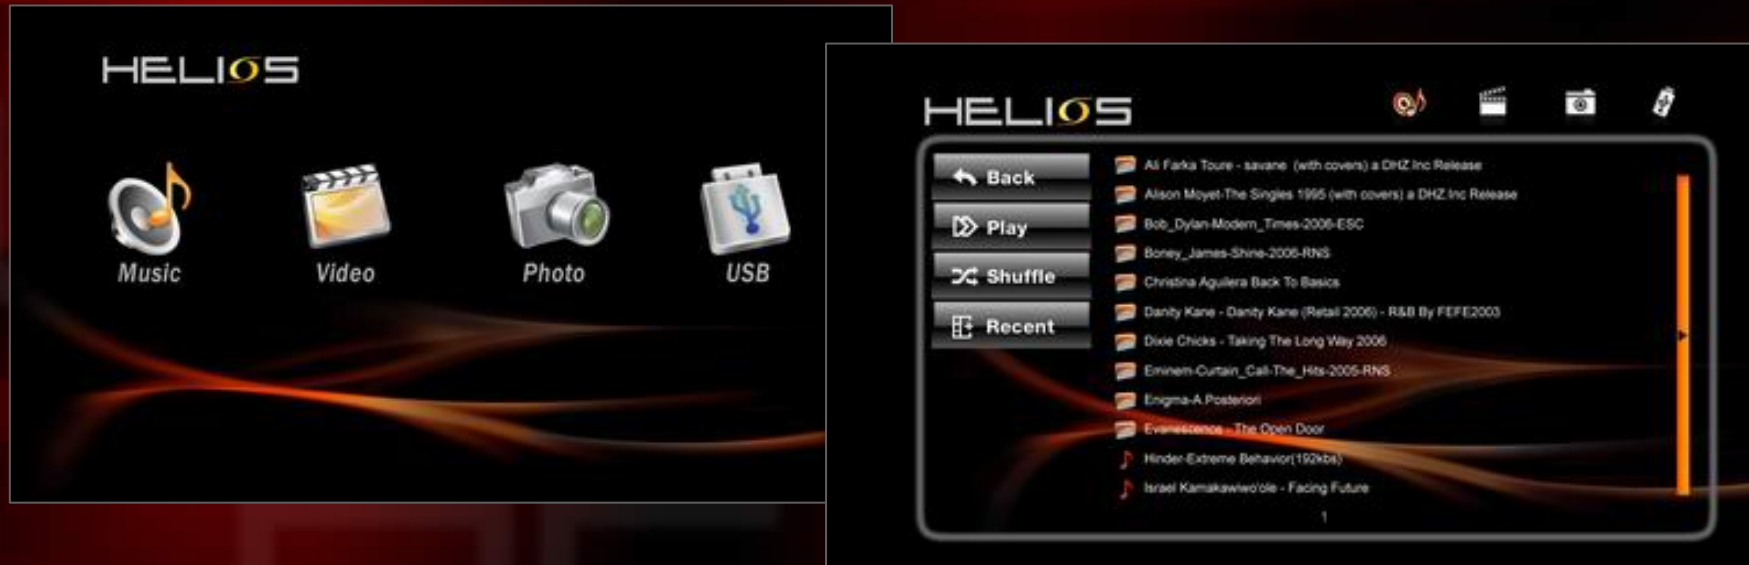 HELIOS
Music
Video
Photo
USB
HELIOS
Back
Play
Shuffle
Recent
Ali Farka Toure - savane (with covers) a DHZ.Inc Release
Alison Moyet-The Singles 1995 (with covers) a DHZ.Inc Release
Bob_Dylan-Modern_Times-2006-ESC
Boney_James-Shine-2006-RNS
Christina Aguilera Back To Basics
Danity Kane - Danity Kane (Retail 2006) - R&B By FEFE2003
Dixie Chicks - Taking The Long Way 2006
Eminem-Curtain_Call-The_Hits-2005-RNS
Enigma-A Posteriori
Evanescence - The Open Door
Hinder-Extreme Behavior(192kbs)
Israel Kamakawiwo'ole - Facing Future
1